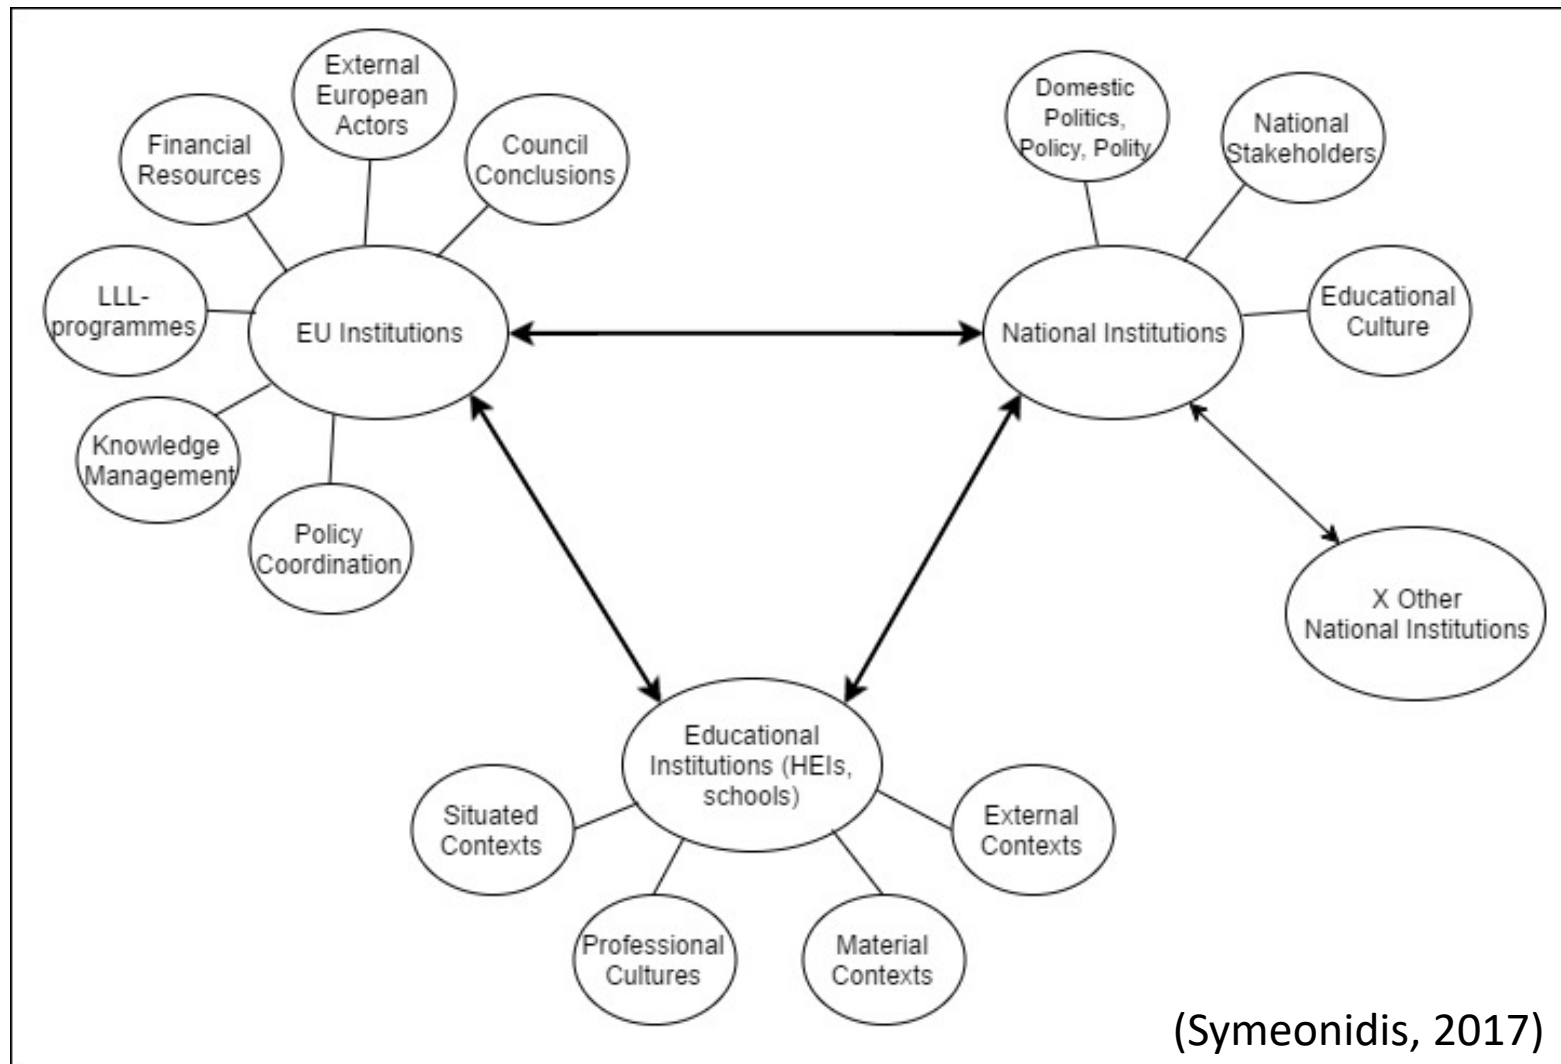 External
European
Actors
Financial
Resources
Council
Conclusions
LLL-
programmes
EU Institutions
Knowledge
Management
Policy
Coordination
Domestic
Politics,
Policy, Polity
National
Stakeholders
Educational
Culture
National Institutions
X Other
National Institutions
Educational
Institutions (HEIs,
schools)
Situated
Contexts
External
Contexts
Professional
Cultures
Material
Contexts
(Symeonidis, 2017)